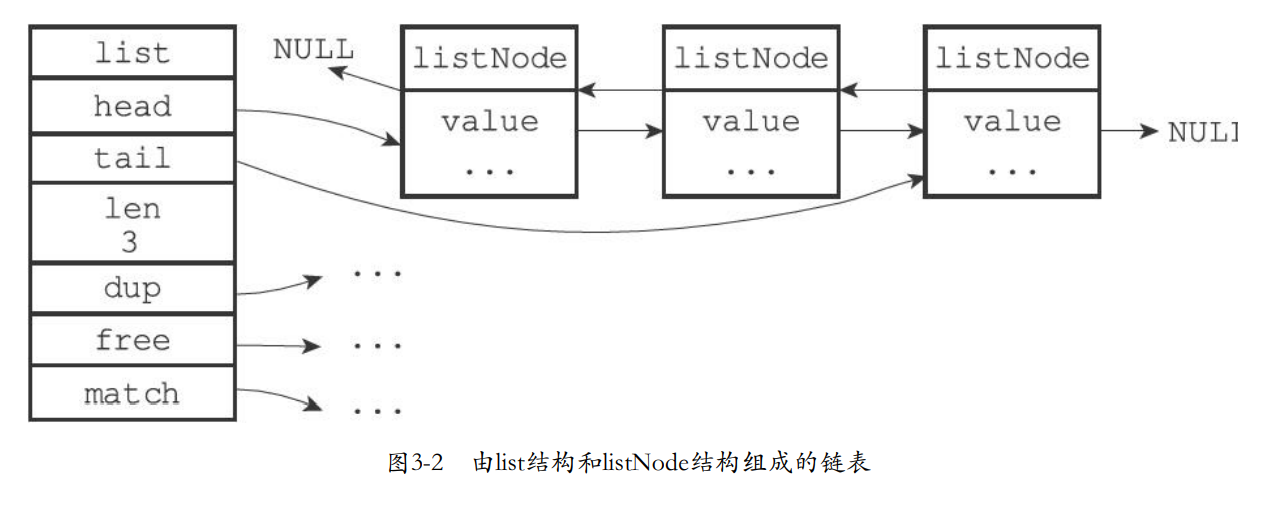 list
head
tail
len
3
dup
free
match
NULL
listNode
value
...
listNode
value
...
listNode
value
...
NULl
...
...
...
图3-2 由list结构和listNode结构组成的链表